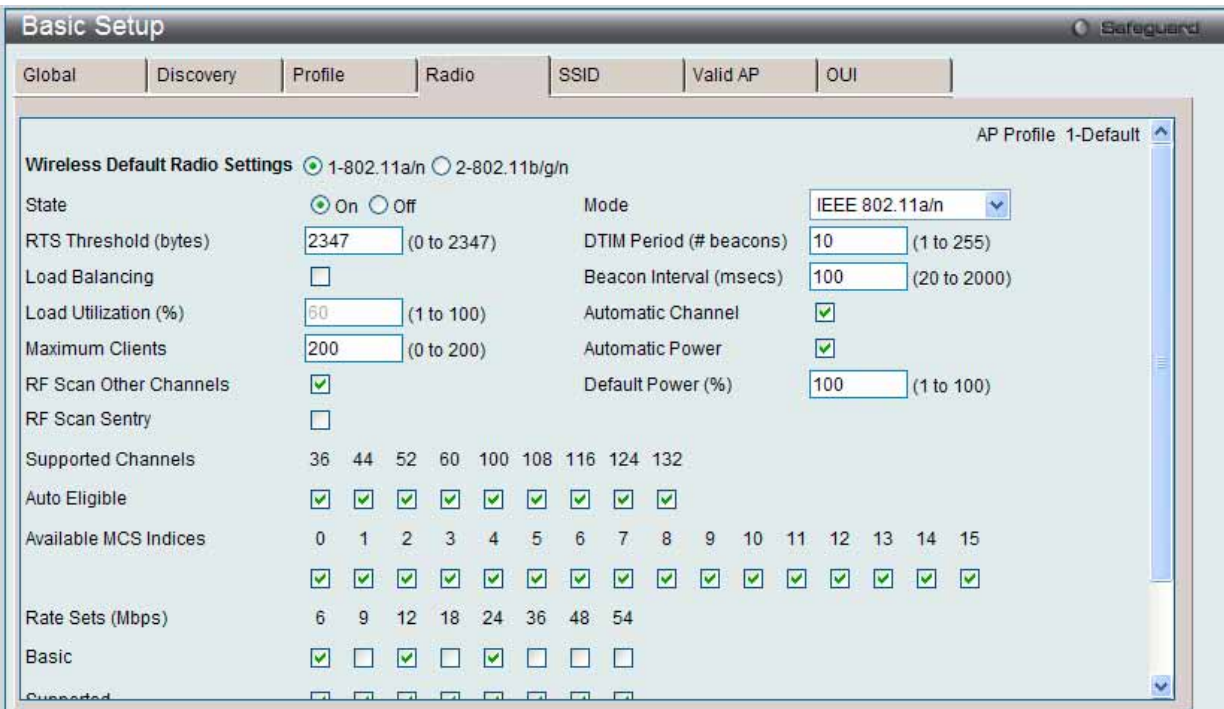 Basic Setup
Safeguard
Global Discovery Profile Radio SSID Valid AP OUI
AP Profile 1-Default
Wireless Default Radio Settings 1-802.11a/n 2-802.11b/g/n
State On Off Mode IEEE 802.11a/n
RTS Threshold (bytes) 2347 (0 to 2347) DTIM Period (# beacons) 10 (1 to 255)
Load Balancing Beacon Interval (msecs) 100 (20 to 2000)
Load Utilization (%) 60 (1 to 100) Automatic Channel
Maximum Clients 200 (0 to 200) Automatic Power
RF Scan Other Channels Default Power (%) 100 (1 to 100)
RF Scan Sentry
Supported Channels 36 44 52 60 100 108 116 124 132
Auto Eligible
Available MCS Indices 0 1 2 3 4 5 6 7 8 9 10 11 12 13 14 15
Rate Sets (Mbps) 6 9 12 18 24 36 48 54
Basic
Supported